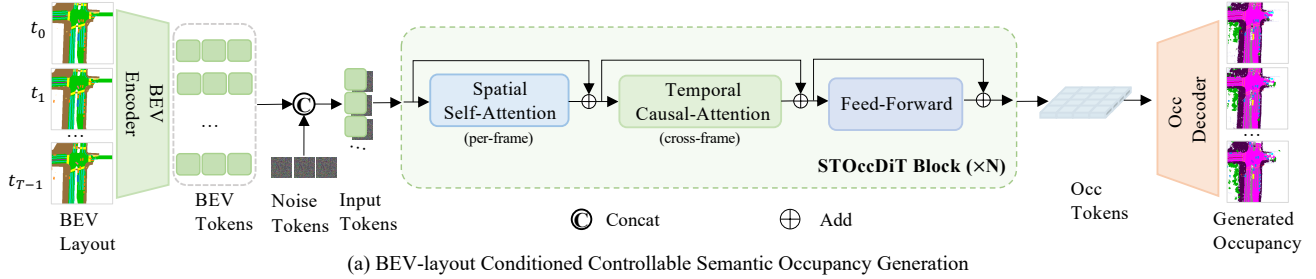 t0
t1
...
tT−1
BEV
Layout
BEV
Encoder
...
BEV
Tokens
C
Noise
Tokens
...
Input
Tokens
Spatial
Self-Attention
(per-frame)
Temporal
Causal-Attention
(cross-frame)
Feed-Forward
STOccDiT Block (×N)
C Concat
⊕ Add
Occ
Tokens
Occ
Decoder
...
Generated
Occupancy
(a) BEV-layout Conditioned Controllable Semantic Occupancy Generation